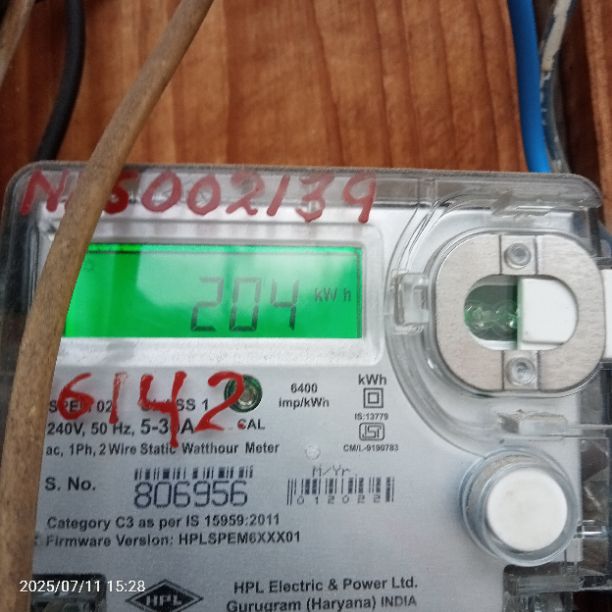 5002139
204 kW h
6142
1
6400
imp/kWh
kWh
IS:13779
240V, 50 Hz, 5-3 A
CAL
CM/L-9190783
ac, 1Ph, 2 Wire Static Watthour Meter
S. No.
806956
M/Yr.
012022
Category C3 as per IS 15959:2011
Firmware Version: HPLSPEM6XXX01
2025/07/11 15:28
HPL
HPL Electric & Power Ltd.
Gurugram (Haryana) INDIA